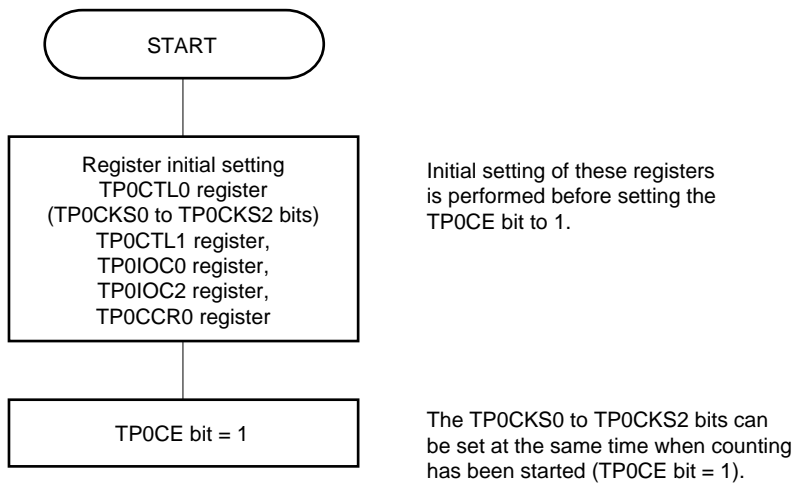 START
Register initial setting
TP0CTL0 register
(TP0CKS0 to TP0CKS2 bits)
TP0CTL1 register,
TP0IOC0 register,
TP0IOC2 register,
TP0CCR0 register
Initial setting of these registers
is performed before setting the
TP0CE bit to 1.
TP0CE bit = 1
The TP0CKS0 to TP0CKS2 bits can
be set at the same time when counting
has been started (TP0CE bit = 1).